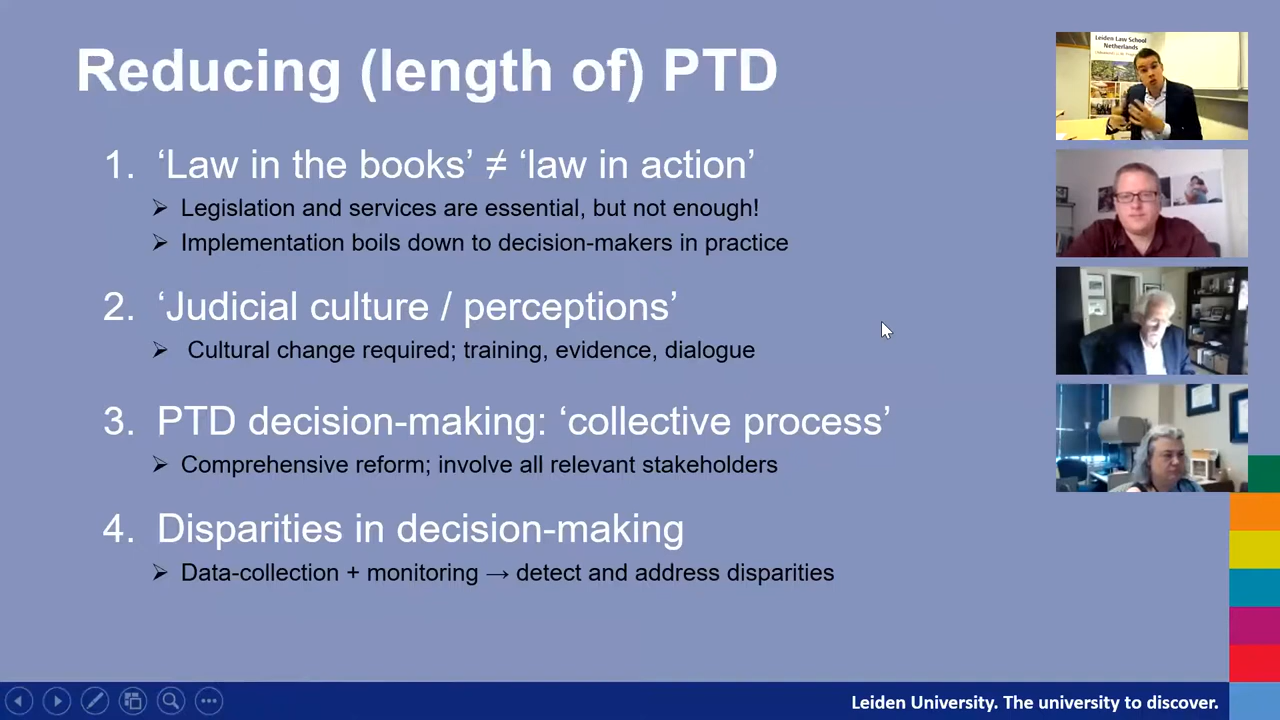 Reducing (length of) PTD
1. ‘Law in the books’ ≠ ‘law in action’
➢ Legislation and services are essential, but not enough!
➢ Implementation boils down to decision-makers in practice
2. ‘Judicial culture / perceptions’
➢ Cultural change required; training, evidence, dialogue
3. PTD decision-making: ‘collective process’
➢ Comprehensive reform; involve all relevant stakeholders
4. Disparities in decision-making
➢ Data-collection + monitoring → detect and address disparities
Leiden Law School
Netherlands
Leiden University. The university to discover.